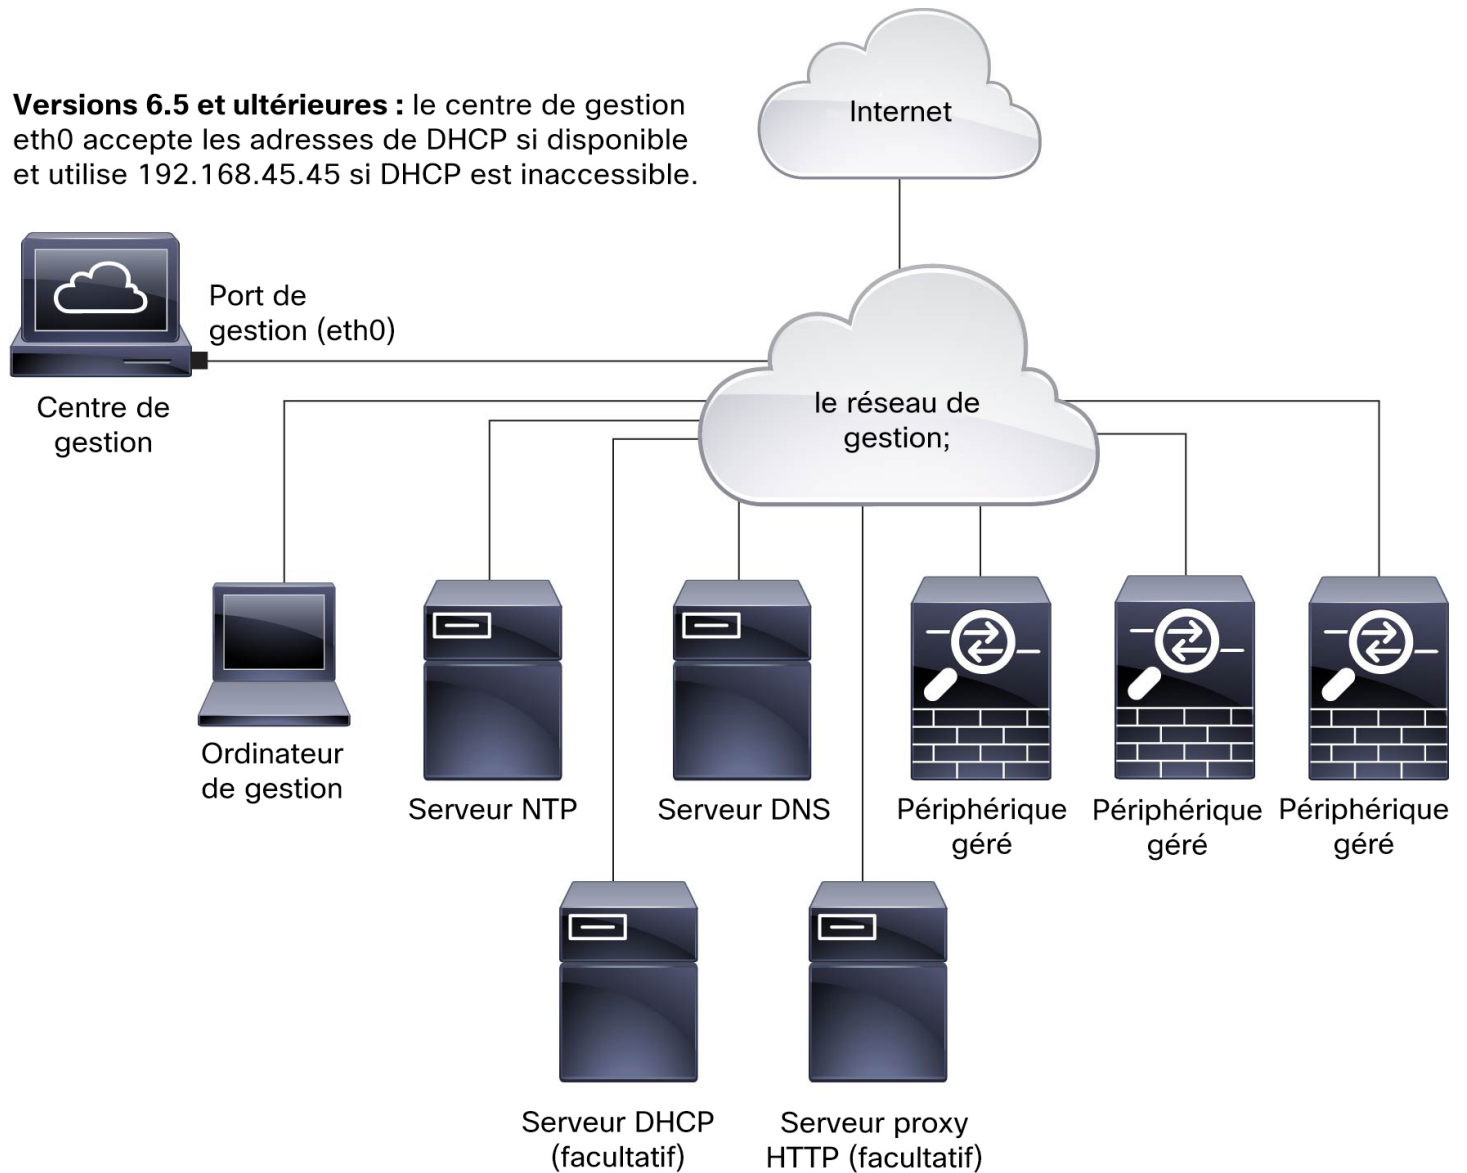 Internet
Versions 6.5 et ultérieures : le centre de gestion
eth0 accepte les adresses de DHCP si disponible
et utilise 192.168.45.45 si DHCP est inaccessible.
Port de
gestion (eth0)
Centre de
gestion
le réseau de
gestion;
Ordinateur
de gestion
Serveur NTP
Serveur DNS
Périphérique
géré
Périphérique
géré
Périphérique
géré
Serveur DHCP
(facultatif)
Serveur proxy
HTTP (facultatif)